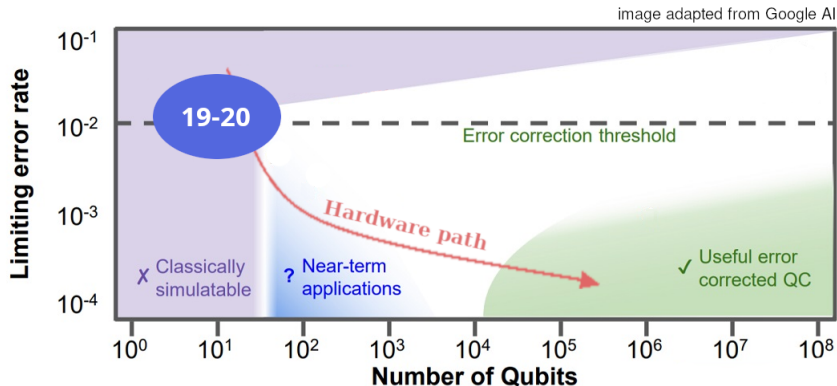 image adapted from Google AI
Limiting error rate
10⁻¹
10⁻²
10⁻³
10⁻⁴
19-20
Error correction threshold
Hardware path
✗ Classically
simulatable
? Near-term
applications
✓ Useful error
corrected QC
10⁰ 10¹ 10² 10³ 10⁴ 10⁵ 10⁶ 10⁷ 10⁸
Number of Qubits